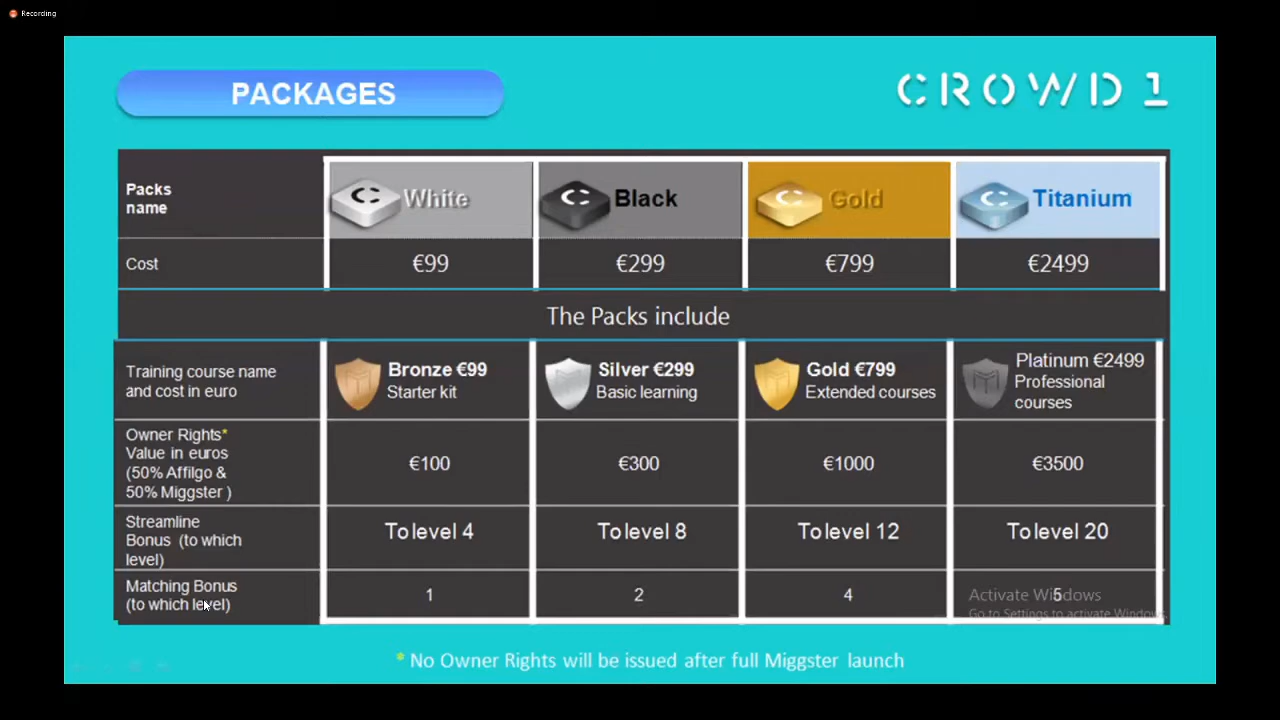 Recording
PACKAGES
CROWD 1
Packs
name
White
Black
Gold
Titanium
Cost
€99
€299
€799
€2499
The Packs include
Training course name
and cost in euro
Bronze €99
Starter kit
Silver €299
Basic learning
Gold €799
Extended courses
Platinum €2499
Professional
courses
Owner Rights*
Value in euros
(50% Affilgo &
50% Miggster )
€100
€300
€1000
€3500
Streamline
Bonus (to which
level)
To level 4
To level 8
To level 12
To level 20
Matching Bonus
(to which level)
1
2
4
5
Activate Windows
Go to Settings to activate Windows.
* No Owner Rights will be issued after full Miggster launch